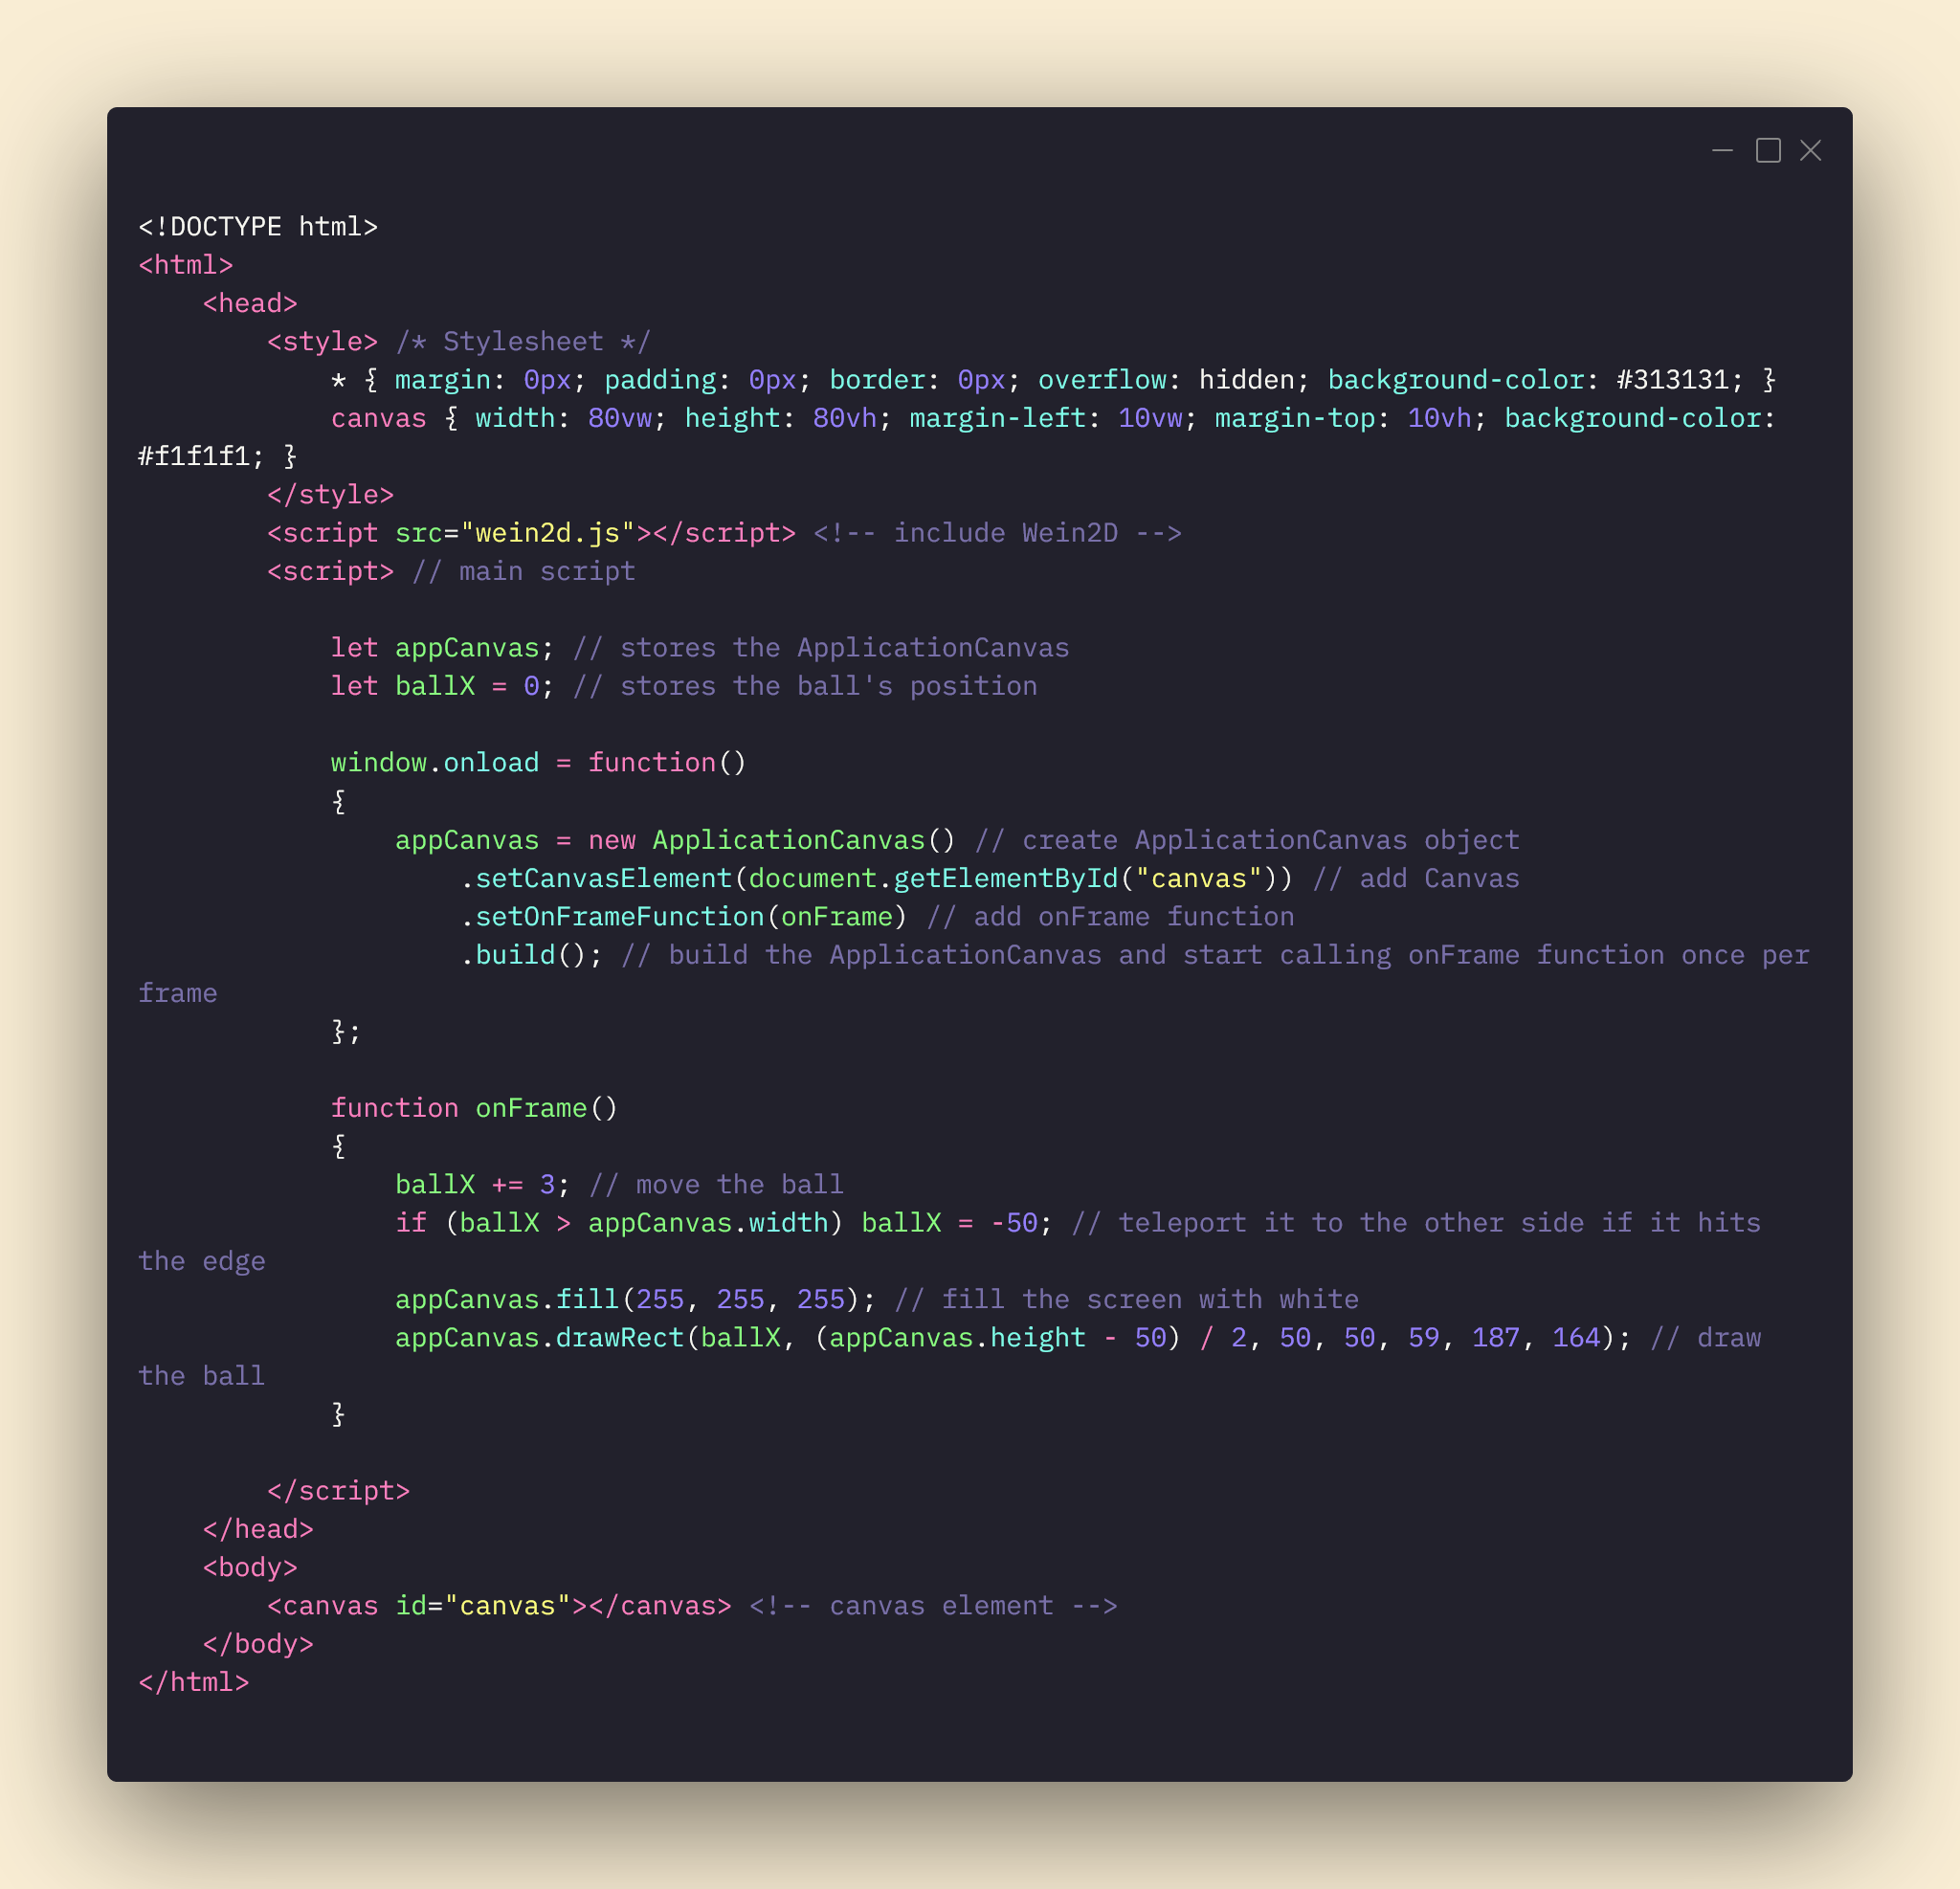 <!DOCTYPE html>
<html>
    <head>
        <style> /* Stylesheet */
            * { margin: 0px; padding: 0px; border: 0px; overflow: hidden; background-color: #313131; }
            canvas { width: 80vw; height: 80vh; margin-left: 10vw; margin-top: 10vh; background-color:
#f1f1f1; }
        </style>
        <script src="wein2d.js"></script> <!-- include Wein2D -->
        <script> // main script

            let appCanvas; // stores the ApplicationCanvas
            let ballX = 0; // stores the ball's position

            window.onload = function()
            {
                appCanvas = new ApplicationCanvas() // create ApplicationCanvas object
                    .setCanvasElement(document.getElementById("canvas")) // add Canvas
                    .setOnFrameFunction(onFrame) // add onFrame function
                    .build(); // build the ApplicationCanvas and start calling onFrame function once per
frame
            };

            function onFrame()
            {
                ballX += 3; // move the ball
                if (ballX > appCanvas.width) ballX = -50; // teleport it to the other side if it hits
the edge
                appCanvas.fill(255, 255, 255); // fill the screen with white
                appCanvas.drawRect(ballX, (appCanvas.height - 50) / 2, 50, 50, 59, 187, 164); // draw
the ball
            }

        </script>
    </head>
    <body>
        <canvas id="canvas"></canvas> <!-- canvas element -->
    </body>
</html>